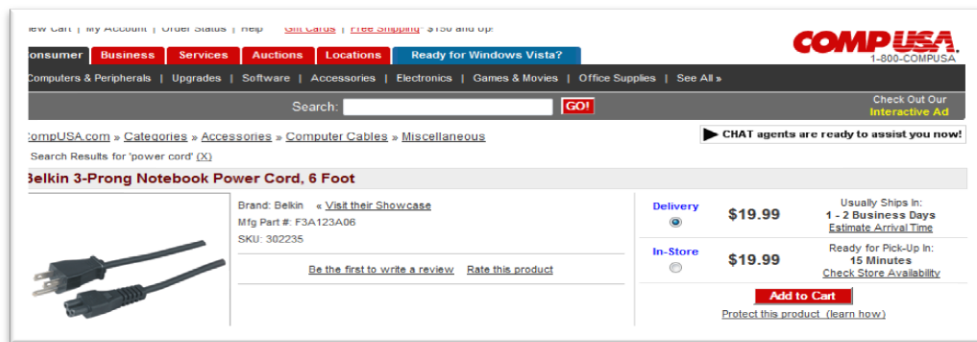 ew Cart | My Account | Order Status | Help Gift Cards | Free Shipping* $150 and Up!
COMPUSA.
1-800-COMPUSA
onsumer Business Services Auctions Locations Ready for Windows Vista?
Computers & Peripherals | Upgrades | Software | Accessories | Electronics | Games & Movies | Office Supplies | See All »
Search: GO!
Check Out Our
Interactive Ad
CompUSA.com » Categories » Accessories » Computer Cables » Miscellaneous
CHAT agents are ready to assist you now!
Search Results for 'power cord' (X)
Belkin 3-Prong Notebook Power Cord, 6 Foot
Brand: Belkin « Visit their Showcase
Mfg Part #: F3A123A06
SKU: 302235
Be the first to write a review Rate this product
Delivery $19.99 Usually Ships In:
1 - 2 Business Days
Estimate Arrival Time
In-Store $19.99 Ready for Pick-Up In:
15 Minutes
Check Store Availability
Add to Cart
Protect this product (learn how)